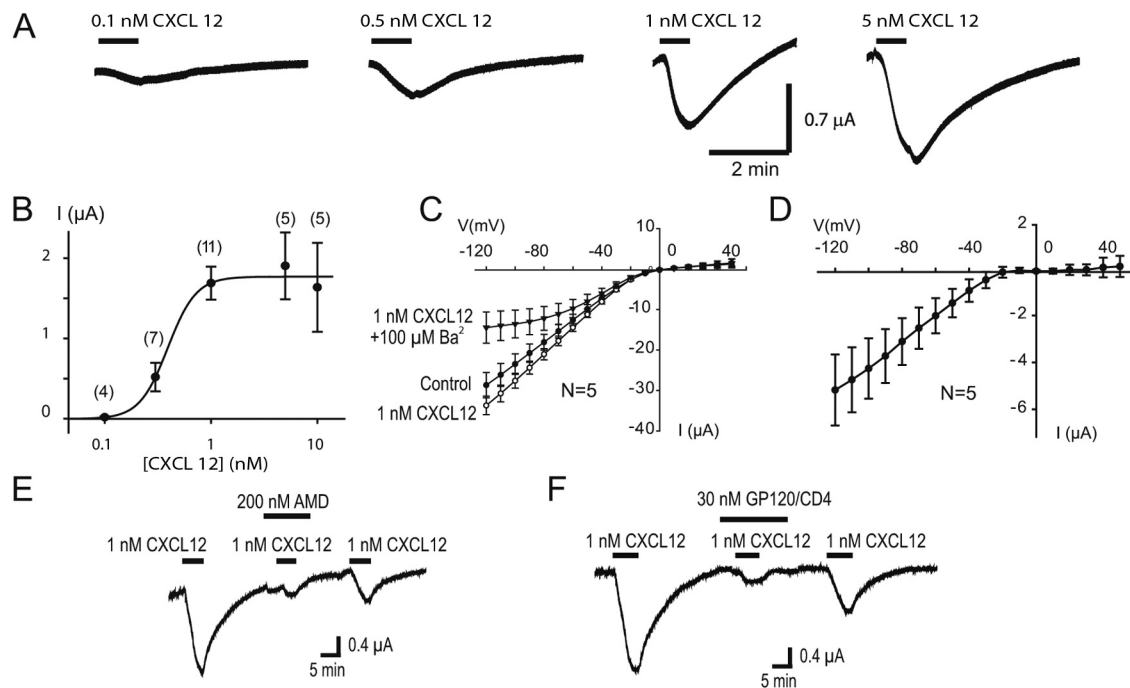 A
0.1 nM CXCL 12
0.5 nM CXCL 12
1 nM CXCL 12
5 nM CXCL 12
0.7 µA
2 min
B
I (µA)
2
1
0
(4)
(7)
(11)
(5)
(5)
0.1
1
10
[CXCL 12] (nM)
C
V(mV)
-120
-80
-40
0
40
10
-10
-20
-30
-40
1 nM CXCL12
+100 µM Ba²
Control
1 nM CXCL12
N=5
I (µA)
D
V(mV)
-120
-80
-40
0
40
2
-2
-4
-6
N=5
I (µA)
E
200 nM AMD
1 nM CXCL12
1 nM CXCL12
1 nM CXCL12
0.4 µA
5 min
F
30 nM GP120/CD4
1 nM CXCL12
1 nM CXCL12
1 nM CXCL12
0.4 µA
5 min